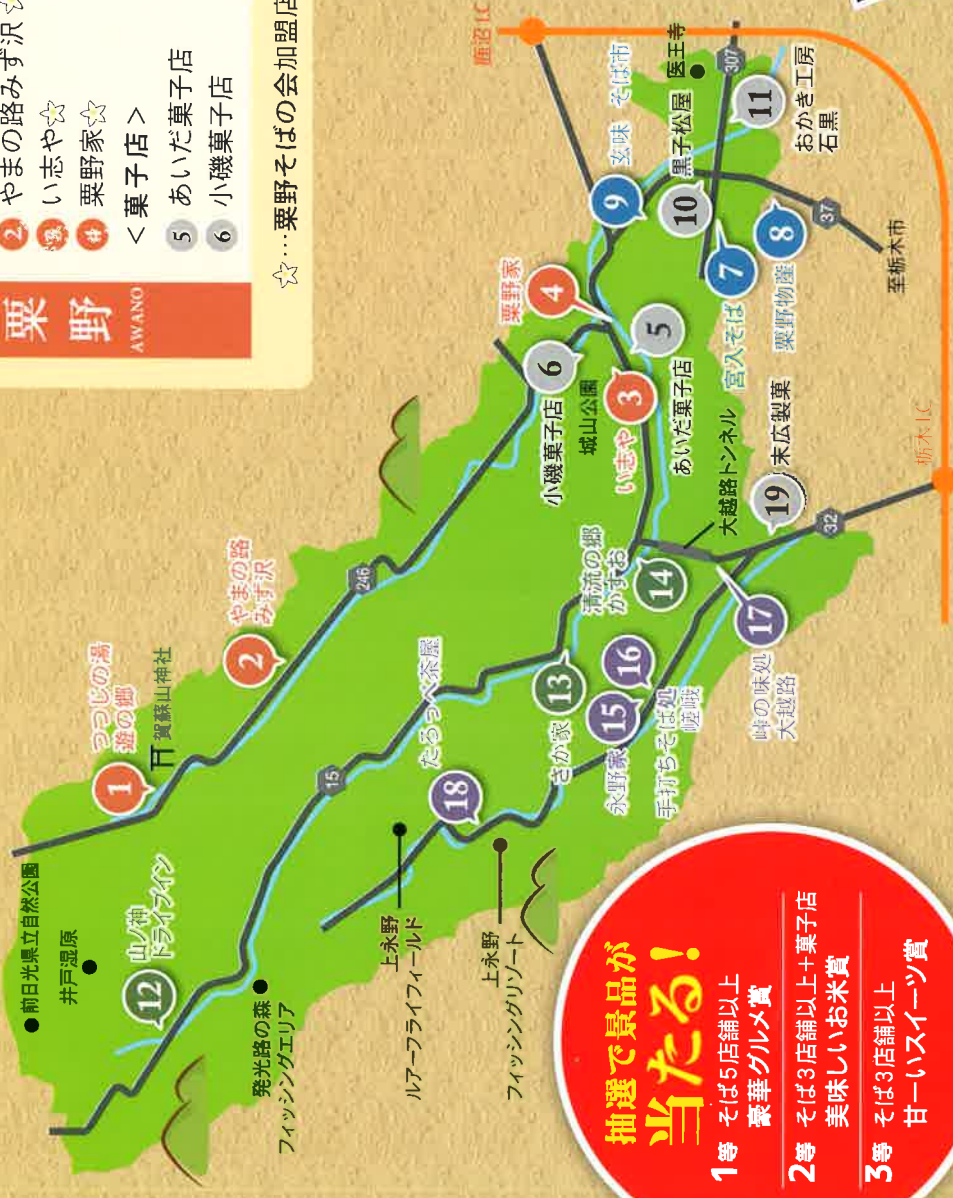 2 やまの路みず沢☆
い志や☆
粟野家☆
<菓子店>
5 あいだ菓子店
6 小磯菓子店
☆…粟野そばの会加盟店
粟野
AWANO
前日光県立自然公園
井戸湿原
12
山ノ神
ドライブイン
発光路の森
フィッシングエリア
1
つつじの湯
遊の郷
賀蘇山神社
2
やまの路
みず沢
246
15
18
たろっぺ茶屋
上永野
ルアーフライフィールド
上永野
フィッシングリゾート
13
さか家
15
永野家
16
手打ちそば処
嵯峨
14
清流の郷
かすお
17
峠の味処
大越路
大越路トンネル
19
末広製菓
32
6
小磯菓子店
城山公園
3
い志や
4
粟野家
5
あいだ菓子店
9
玄味 そば市
10
黒子松屋
医王寺
307
11
おかき工房
石黒
7
宮入そば
8
粟野物産
37
至栃木市
鹿沼I.C
栃木I.C
抽選で景品が
当たる!
1等 そば5店舗以上
豪華グルメ賞
2等 そば3店舗以上+菓子店
美味しいお米賞
3等 そば3店舗以上
甘ーいスイーツ賞